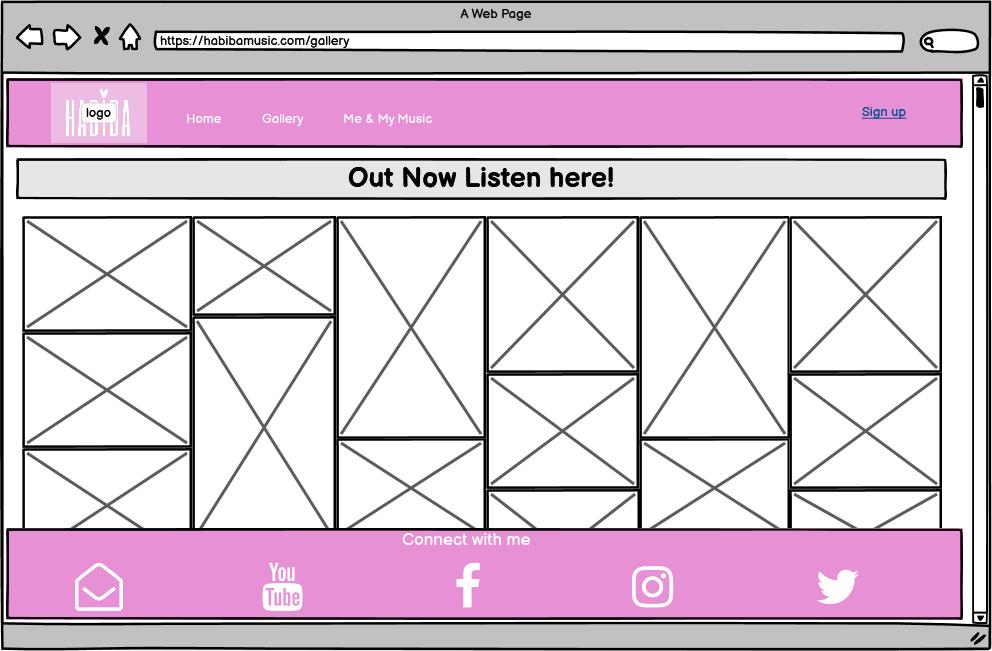 A Web Page
https://habibamusic.com/gallery
HABIBA
logo
Home Gallery Me & My Music Sign up
Out Now Listen here!
Connect with me
You
Tube